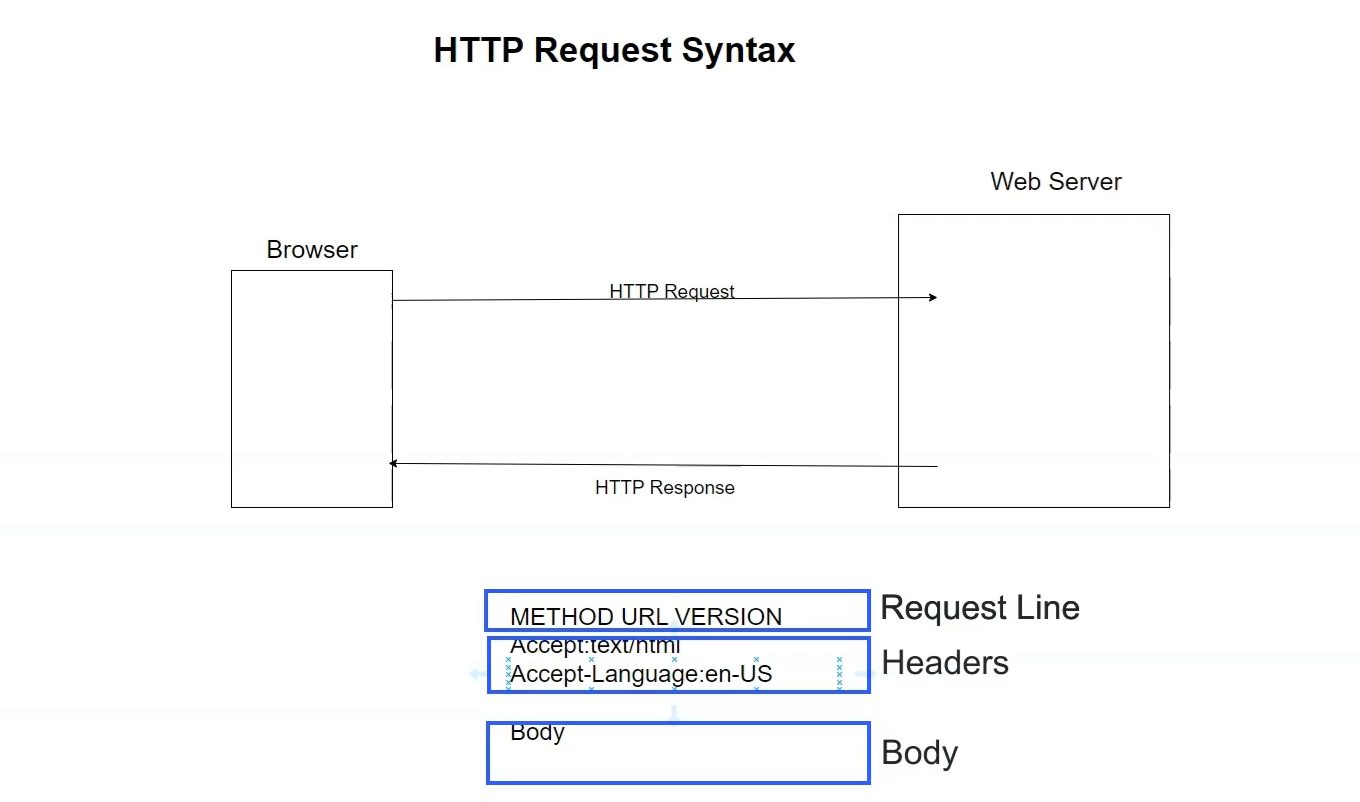 HTTP Request Syntax
Web Server
Browser
HTTP Request
HTTP Response
METHOD URL VERSION
Request Line
Accept:text/html
Accept-Language:en-US
Headers
Body
Body